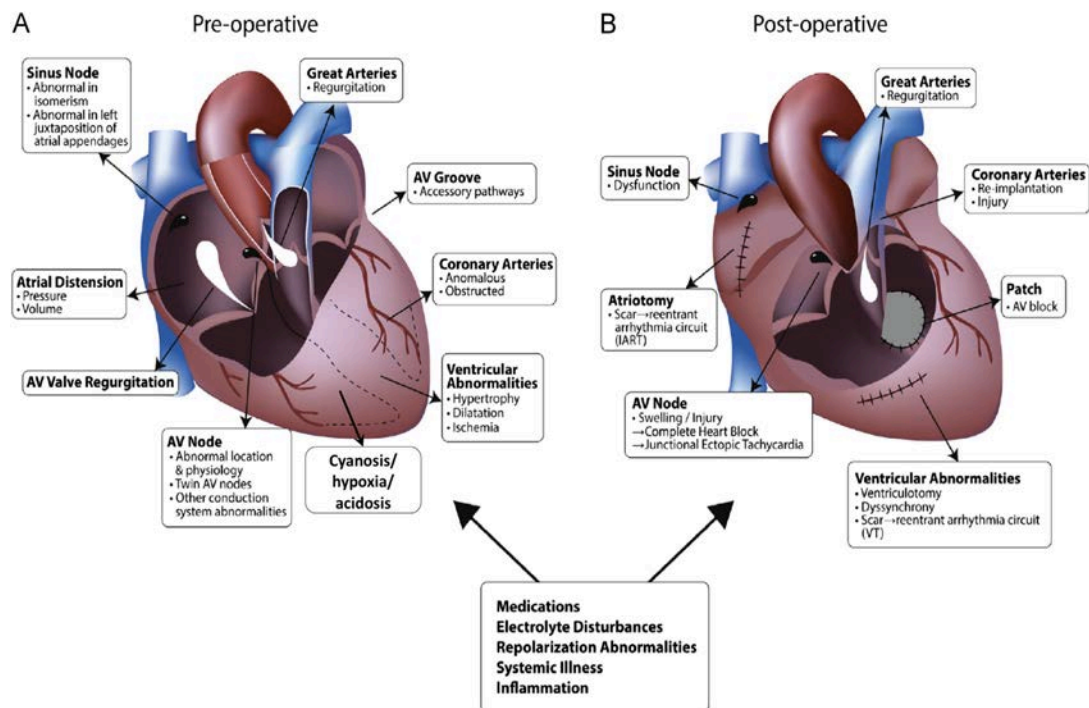 A
Pre-operative
Sinus Node
• Abnormal in
isomerism
• Abnormal in left
juxtaposition of
atrial appendages
Great Arteries
• Regurgitation
AV Groove
• Accessory pathways
Atrial Distension
• Pressure
• Volume
Coronary Arteries
• Anomalous
• Obstructed
AV Valve Regurgitation
Ventricular
Abnormalities
• Hypertrophy
• Dilatation
• Ischemia
AV Node
• Abnormal location
& physiology
• Twin AV nodes
• Other conduction
system abnormalities
Cyanosis/
hypoxia/
acidosis
B
Post-operative
Great Arteries
• Regurgitation
Sinus Node
• Dysfunction
Coronary Arteries
• Re-implantation
• Injury
Atriotomy
• Scar→reentrant
arrhythmia circuit
(IART)
Patch
• AV block
AV Node
• Swelling / Injury
→Complete Heart Block
→Junctional Ectopic Tachycardia
Ventricular Abnormalities
• Ventriculotomy
• Dyssynchrony
• Scar→reentrant arrhythmia circuit
(VT)
Medications
Electrolyte Disturbances
Repolarization Abnormalities
Systemic Illness
Inflammation